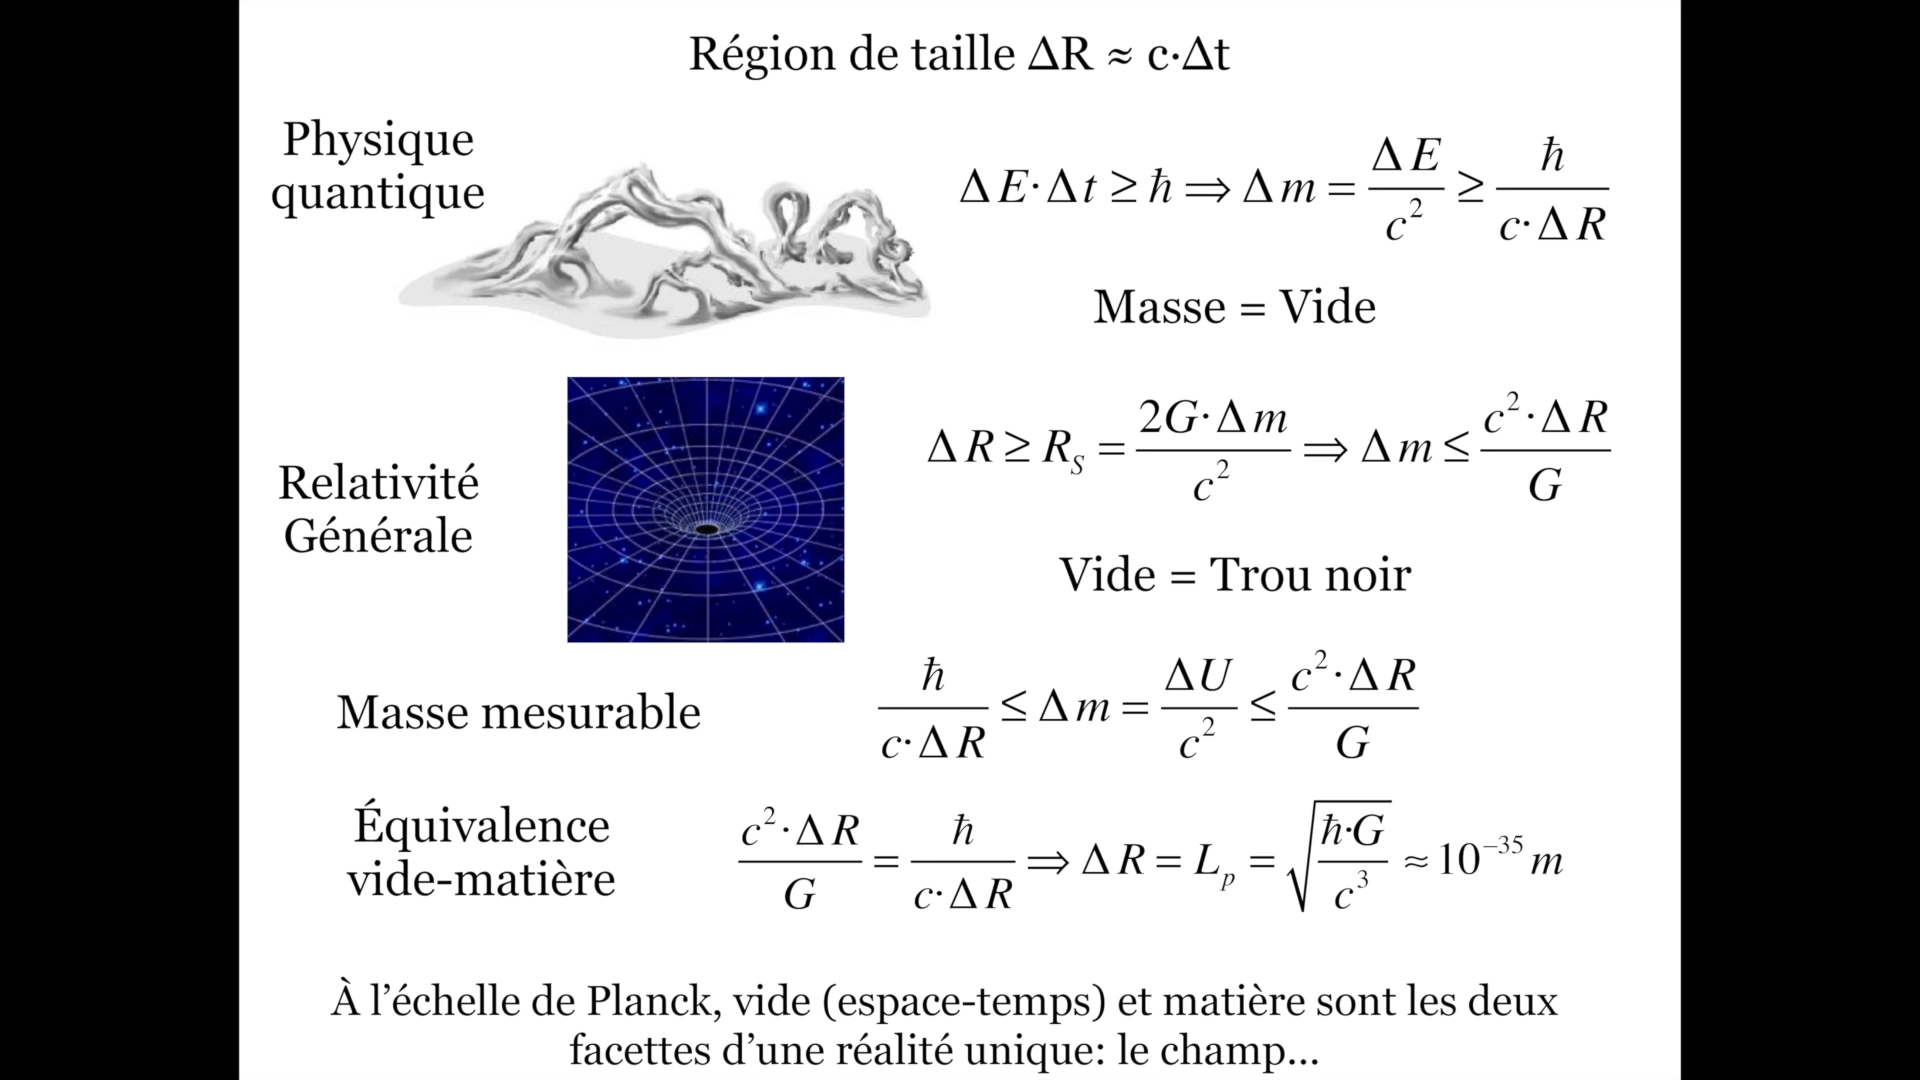 Région de taille ΔR ≈ c·Δt
Physique
quantique
ΔE·Δt ≥ ħ ⇒ Δm = ΔE/c² ≥ ħ/(c·ΔR)
Masse = Vide
Relativité
Générale
ΔR ≥ R_S = 2G·Δm/c² ⇒ Δm ≤ c²·ΔR/G
Vide = Trou noir
Masse mesurable
ħ/(c·ΔR) ≤ Δm = ΔU/c² ≤ c²·ΔR/G
Équivalence
vide-matière
c²·ΔR/G = ħ/(c·ΔR) ⇒ ΔR = L_p = √(ħ·G/c³) ≈ 10⁻³⁵ m
À l’échelle de Planck, vide (espace-temps) et matière sont les deux
facettes d’une réalité unique: le champ...